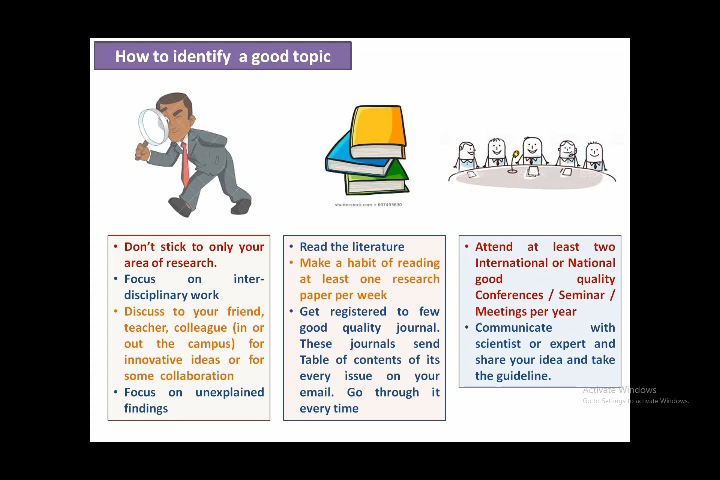 How to identify a good topic
shutterstock.com • 607495630
• Don't stick to only your
area of research.
• Focus on inter-
disciplinary work
• Discuss to your friend,
teacher, colleague (in or
out the campus) for
innovative ideas or for
some collaboration
• Focus on unexplained
findings
• Read the literature
• Make a habit of reading
at least one research
paper per week
• Get registered to few
good quality journal.
These journals send
Table of contents of its
every issue on your
email. Go through it
every time
• Attend at least two
International or National
good quality
Conferences / Seminar /
Meetings per year
• Communicate with
scientist or expert and
share your idea and take
the guideline.
Activate Windows
Go to Settings to activate Windows.